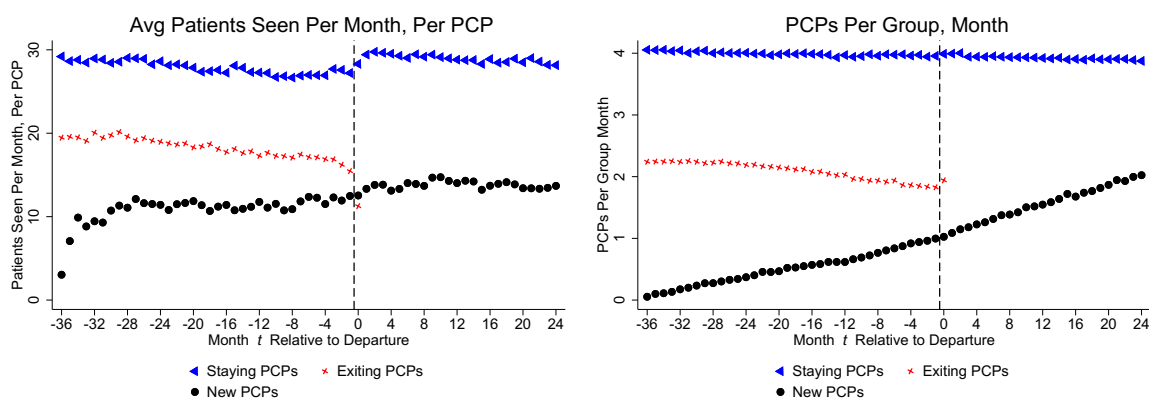 Avg Patients Seen Per Month, Per PCP
Patients Seen Per Month, Per PCP
30
20
10
0
-36 -32 -28 -24 -20 -16 -12 -8 -4 0 4 8 12 16 20 24
Month t Relative to Departure
Staying PCPs Exiting PCPs
New PCPs
PCPs Per Group, Month
PCPs Per Group Month
4
3
2
1
0
-36 -32 -28 -24 -20 -16 -12 -8 -4 0 4 8 12 16 20 24
Month t Relative to Departure
Staying PCPs Exiting PCPs
New PCPs